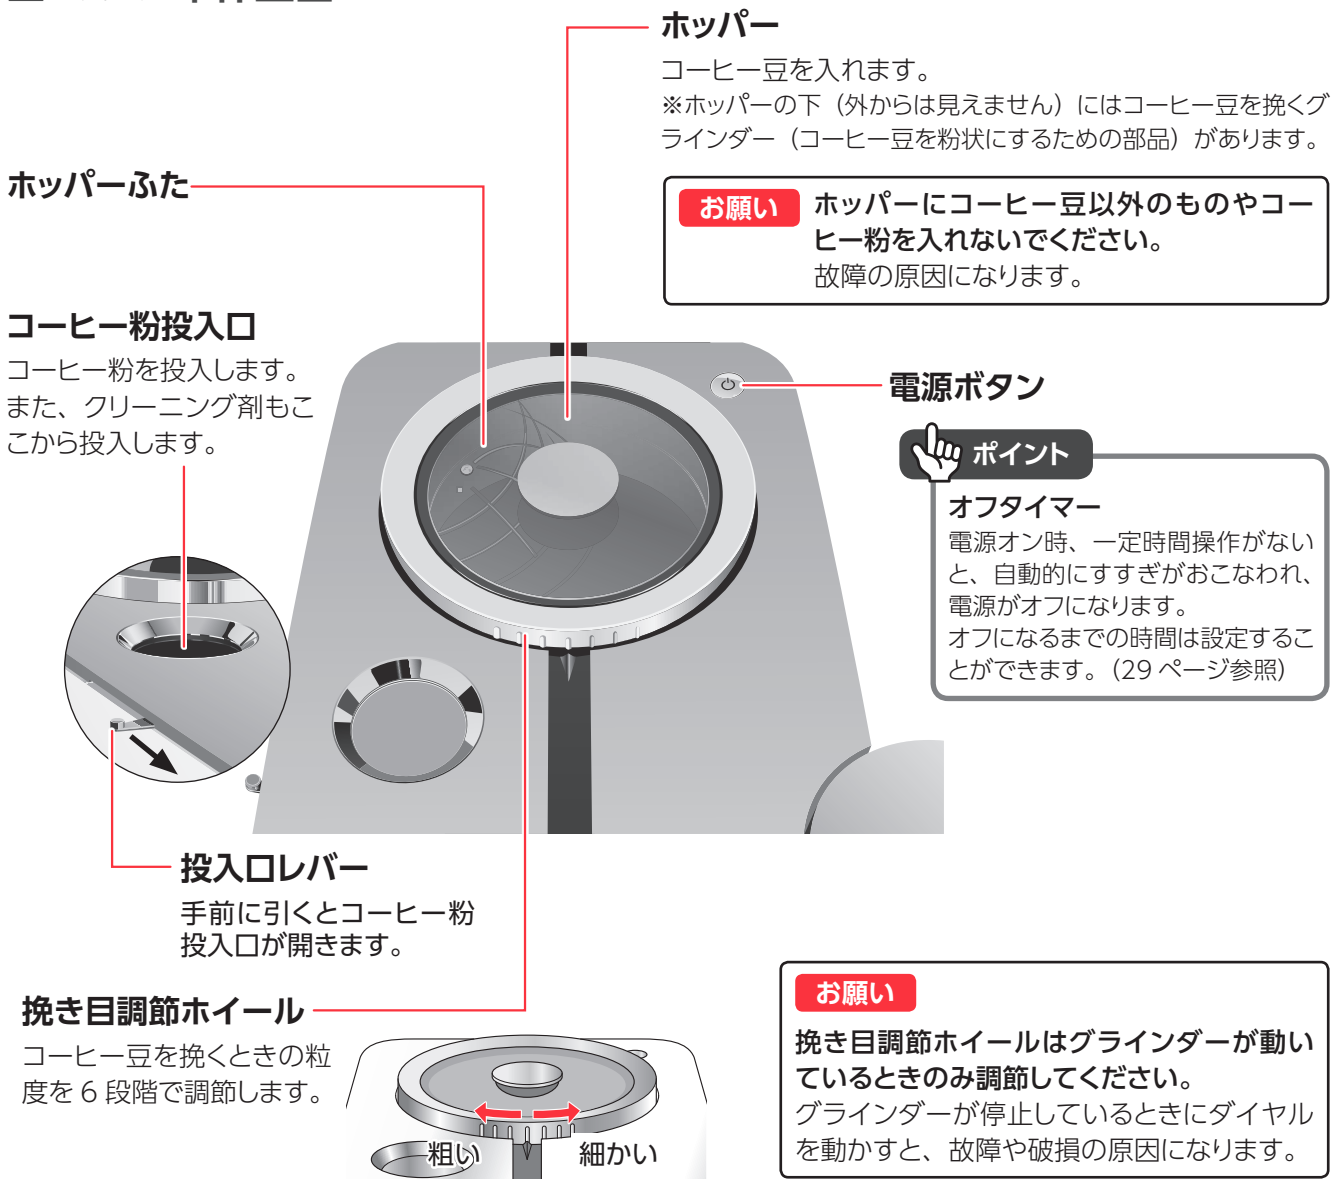 ホッパー
コーヒー豆を入れます。
※ホッパーの下（外からは見えません）にはコーヒー豆を挽くグ
ラインダー（コーヒー豆を粉状にするための部品）があります。
お願い ホッパーにコーヒー豆以外のものやコー
ヒー粉を入れないでください。
故障の原因になります。
ホッパーふた
コーヒー粉投入口
コーヒー粉を投入します。
また、クリーニング剤もこ
こから投入します。
電源ボタン
ポイント
オフタイマー
電源オン時、一定時間操作がない
と、自動的にすすぎがおこなわれ、
電源がオフになります。
オフになるまでの時間は設定するこ
とができます。（29 ページ参照）
投入口レバー
手前に引くとコーヒー粉
投入口が開きます。
挽き目調節ホイール
コーヒー豆を挽くときの粒
度を 6 段階で調節します。
粗い
細かい
お願い
挽き目調節ホイールはグラインダーが動い
ているときのみ調節してください。
グラインダーが停止しているときにダイヤル
を動かすと、故障や破損の原因になります。